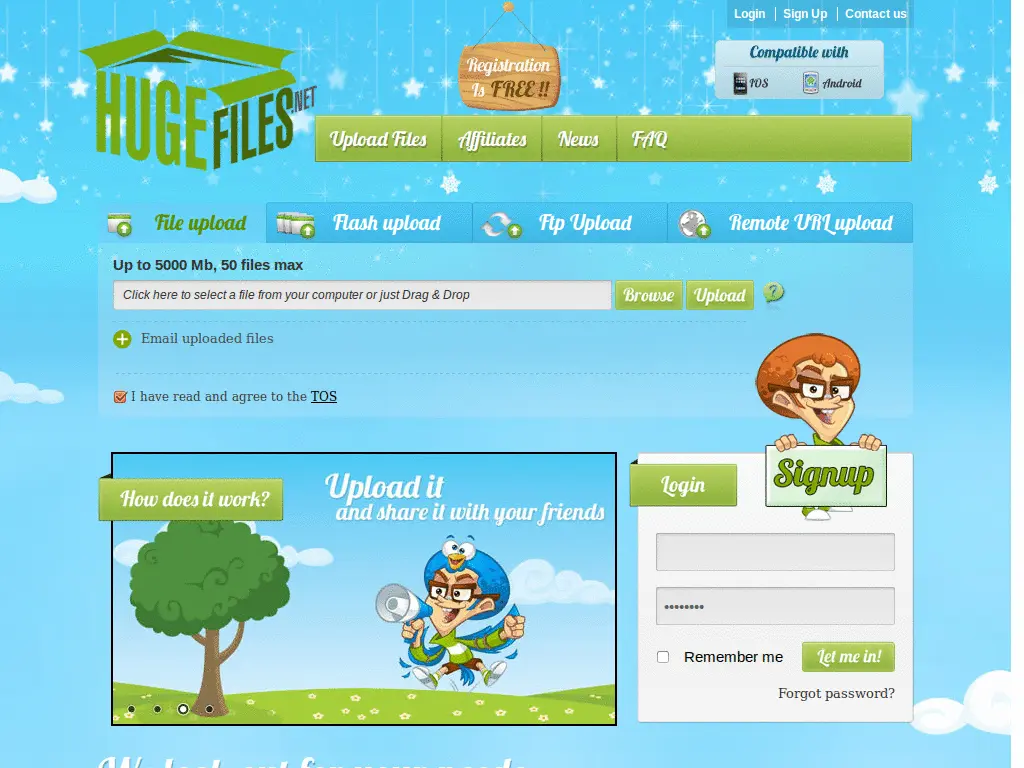 Login
Sign Up
Contact us
Registration
Is FREE !!
Compatible with
IOS
Android
HUGEFILES.NET
Upload Files
Affiliates
News
FAQ
File upload
Flash upload
Ftp Upload
Remote URL upload
Up to 5000 Mb, 50 files max
Click here to select a file from your computer or just Drag & Drop
Browse
Upload
?
Email uploaded files
I have read and agree to the TOS
How does it work?
Upload it
and share it with your friends
Login
Signup
••••••••
Remember me
Let me in!
Forgot password?